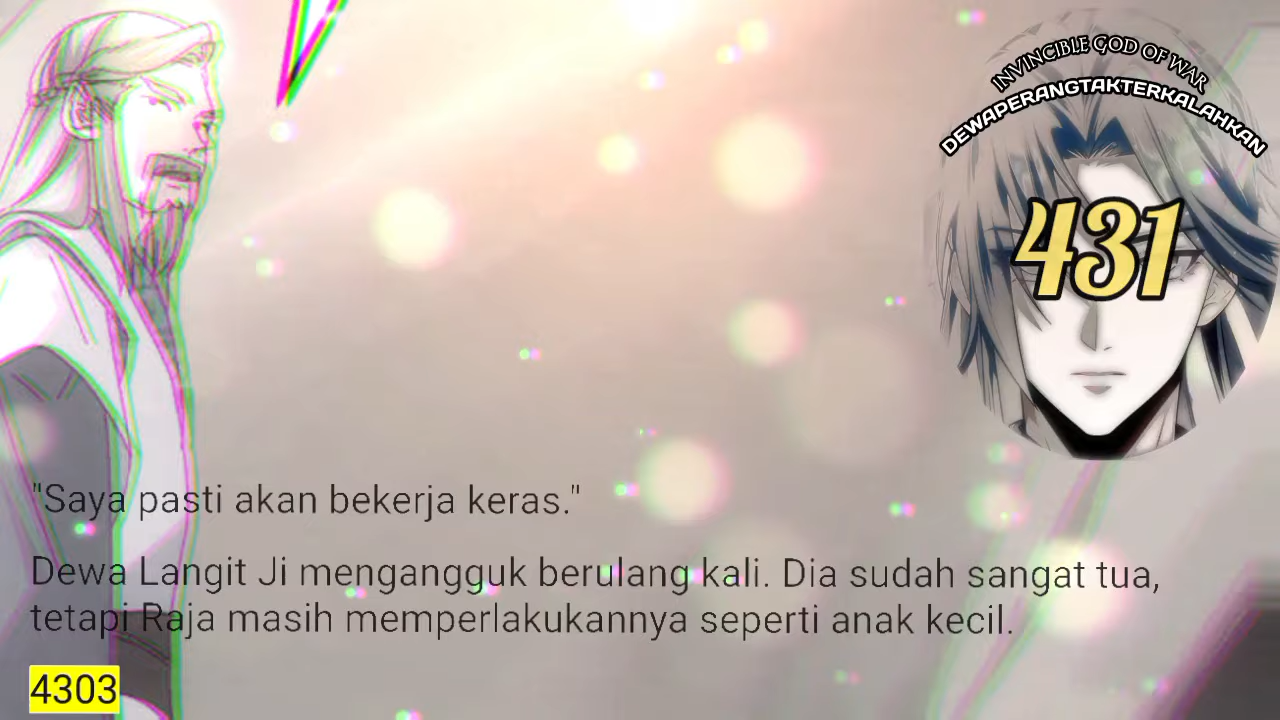 INVINCIBLE GOD OF WAR
DEWAPERANGTAKTERKALAHKAN
431
"Saya pasti akan bekerja keras."
Dewa Langit Ji mengangguk berulang kali. Dia sudah sangat tua,
tetapi Raja masih memperlakukannya seperti anak kecil.
4303